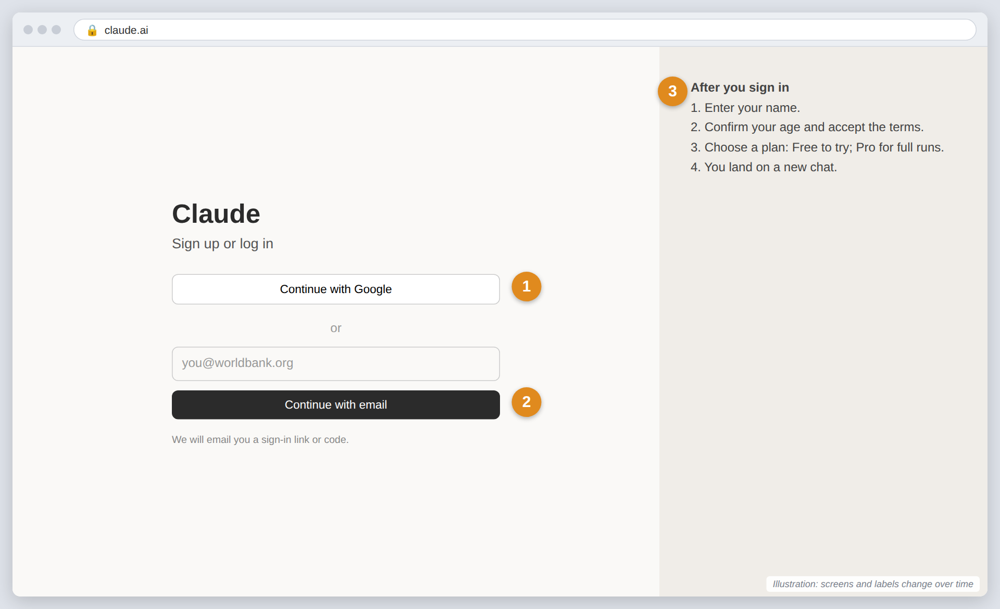 🔒 claude.ai
Claude
Sign up or log in
Continue with Google
1
or
you@worldbank.org
Continue with email
2
We will email you a sign-in link or code.
3
After you sign in
1. Enter your name.
2. Confirm your age and accept the terms.
3. Choose a plan: Free to try; Pro for full runs.
4. You land on a new chat.
Illustration: screens and labels change over time